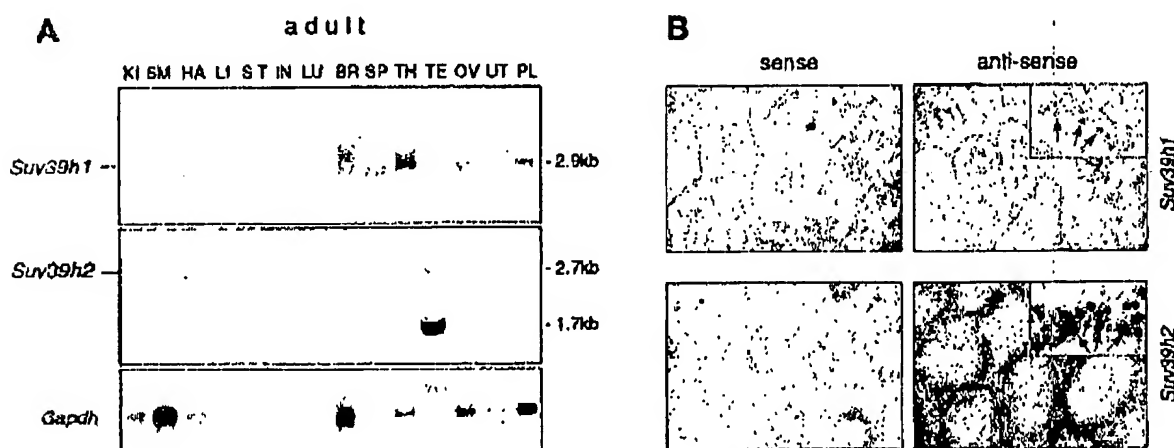 A
adult
KI SM HA LI ST IN LU BR SP TH TE OV UT PL
Suv39h1
- 2.9kb
Suv39h2
- 2.7kb
- 1.7kb
Gapdh
B
sense
anti-sense
Suv39h1
Suv39h2